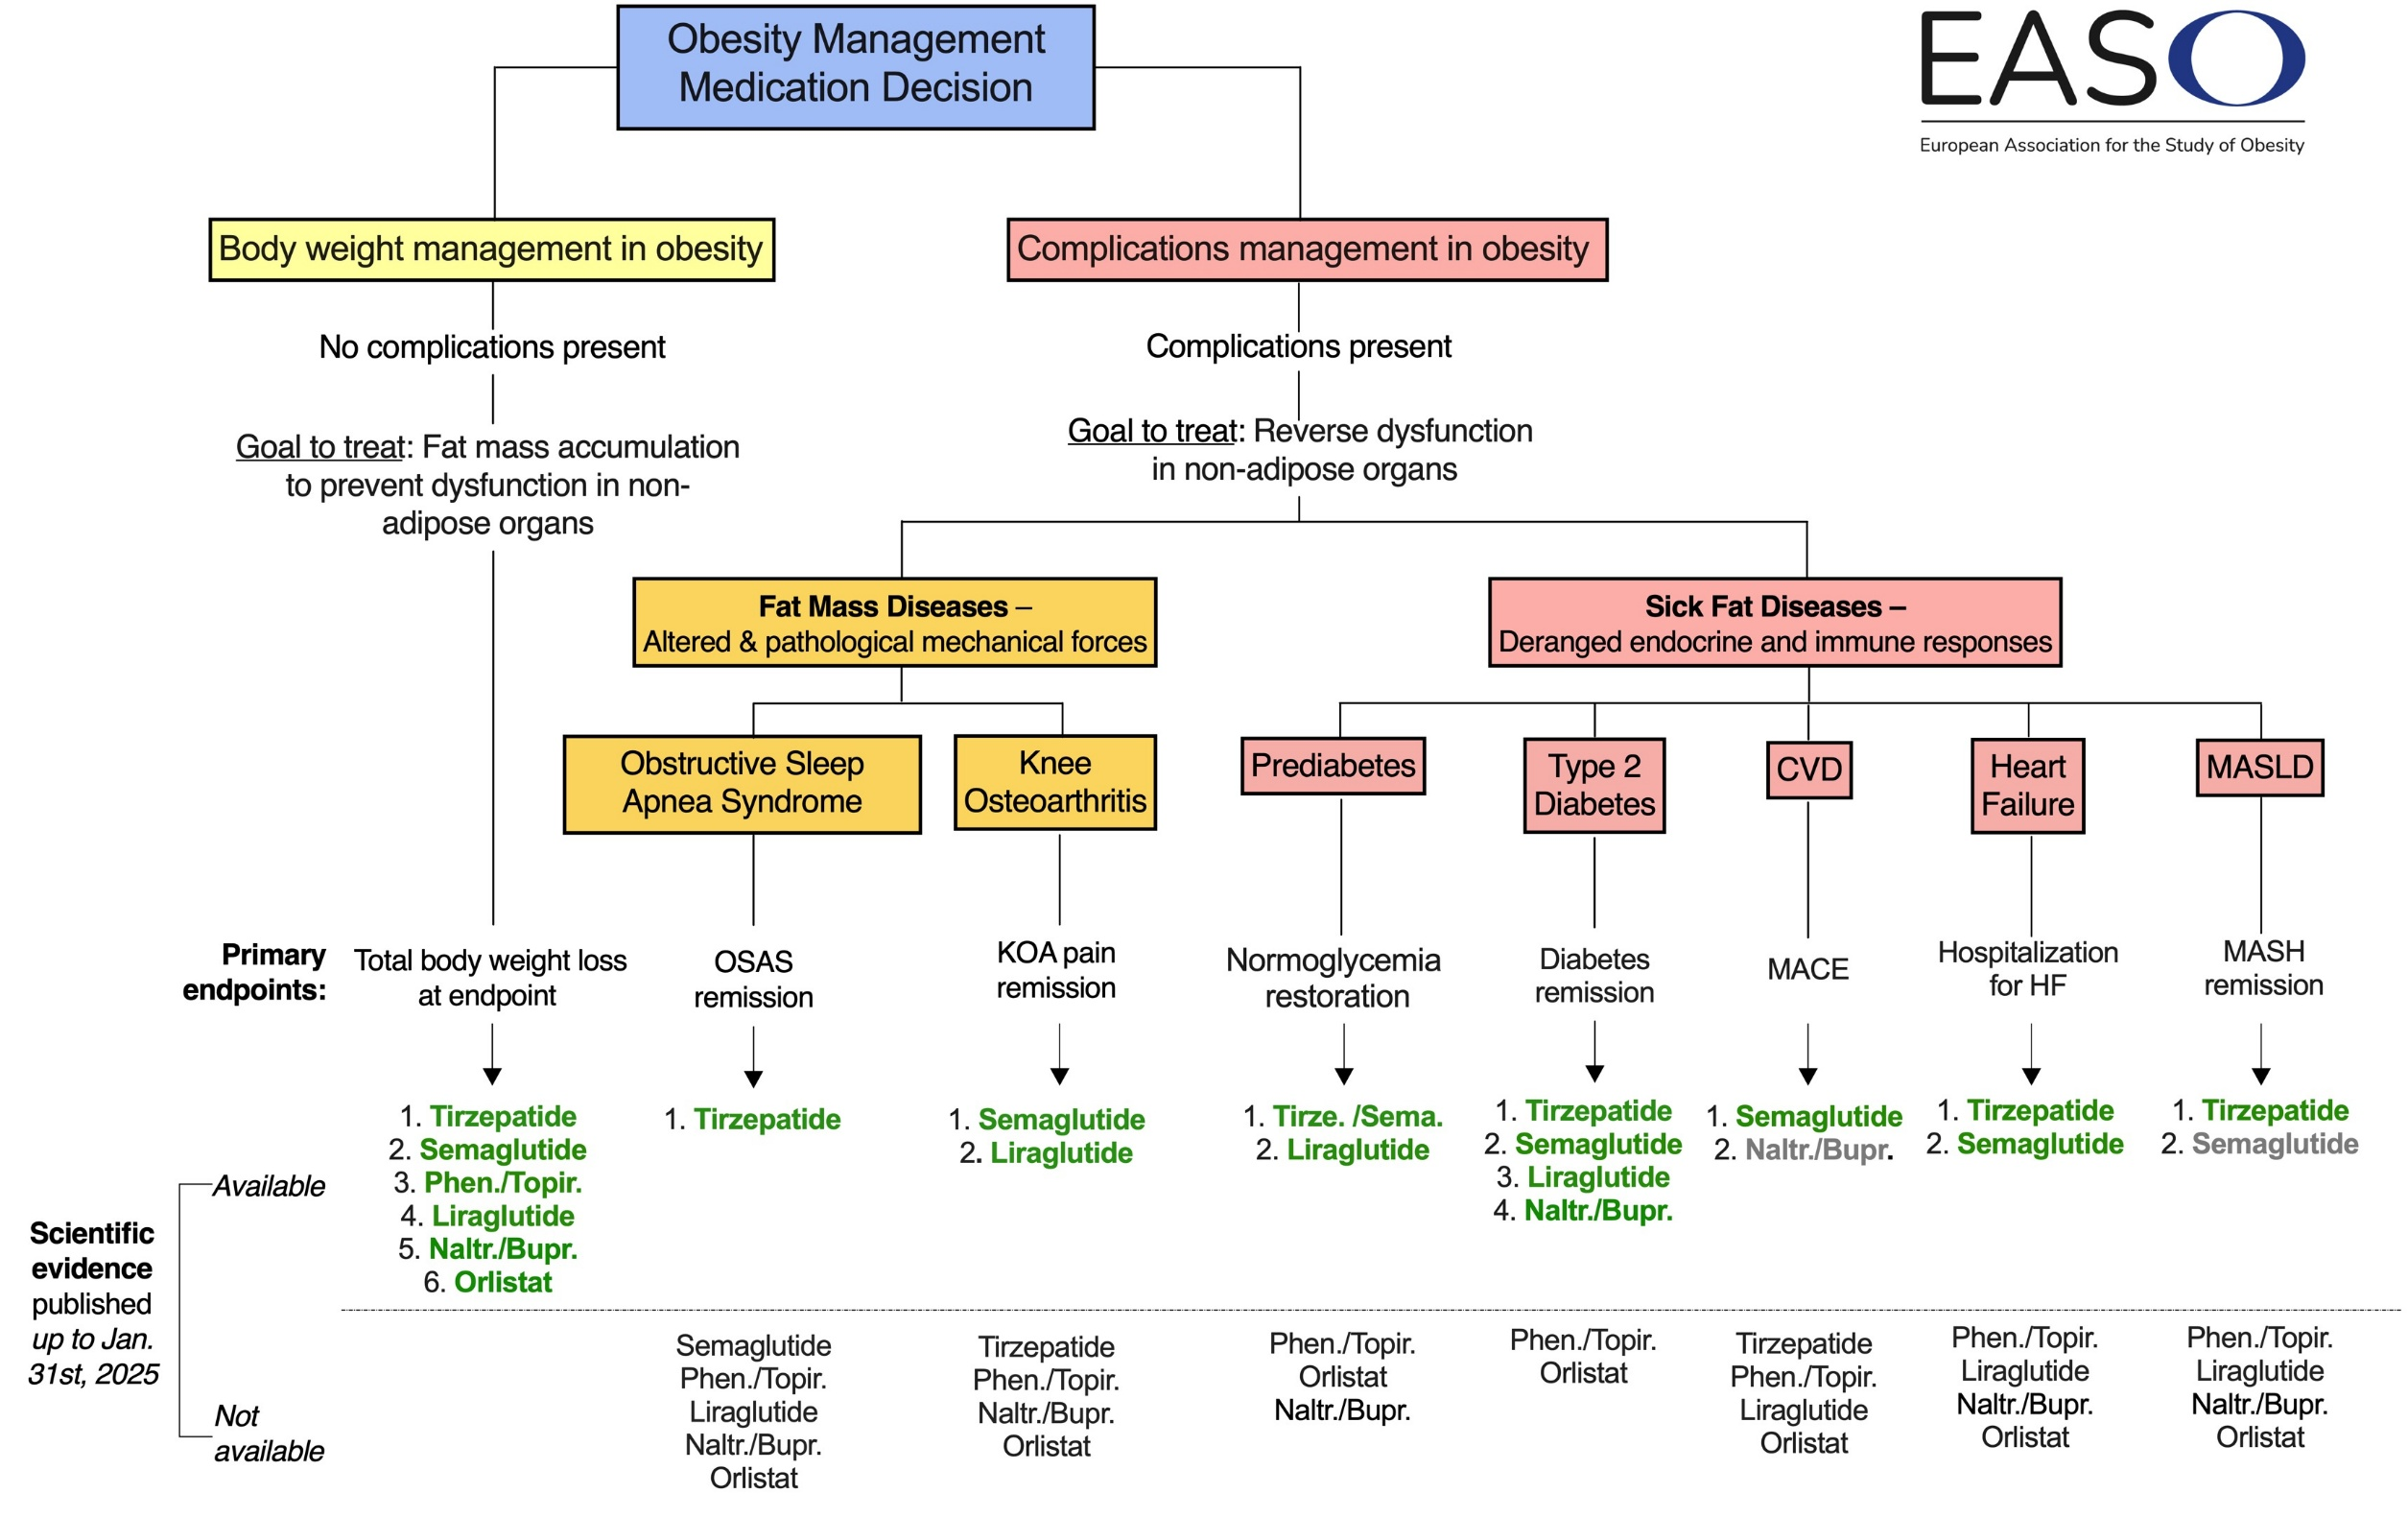 Obesity Management
Medication Decision
EASO
European Association for the Study of Obesity
Body weight management in obesity
Complications management in obesity
No complications present
Complications present
Goal to treat: Fat mass accumulation
to prevent dysfunction in non-
adipose organs
Goal to treat: Reverse dysfunction
in non-adipose organs
Fat Mass Diseases –
Altered & pathological mechanical forces
Sick Fat Diseases –
Deranged endocrine and immune responses
Obstructive Sleep
Apnea Syndrome
Knee
Osteoarthritis
Prediabetes
Type 2
Diabetes
CVD
Heart
Failure
MASLD
Primary
endpoints:
Total body weight loss
at endpoint
OSAS
remission
KOA pain
remission
Normoglycemia
restoration
Diabetes
remission
MACE
Hospitalization
for HF
MASH
remission
Scientific
evidence
published
up to Jan.
31st, 2025
Available
1. Tirzepatide
2. Semaglutide
3. Phen./Topir.
4. Liraglutide
5. Naltr./Bupr.
6. Orlistat
1. Tirzepatide
1. Semaglutide
2. Liraglutide
1. Tirze. /Sema.
2. Liraglutide
1. Tirzepatide
2. Semaglutide
3. Liraglutide
4. Naltr./Bupr.
1. Semaglutide
2. Naltr./Bupr.
1. Tirzepatide
2. Semaglutide
1. Tirzepatide
2. Semaglutide
Not
available
Semaglutide
Phen./Topir.
Liraglutide
Naltr./Bupr.
Orlistat
Tirzepatide
Phen./Topir.
Naltr./Bupr.
Orlistat
Phen./Topir.
Orlistat
Naltr./Bupr.
Phen./Topir.
Orlistat
Tirzepatide
Phen./Topir.
Liraglutide
Orlistat
Phen./Topir.
Liraglutide
Naltr./Bupr.
Orlistat
Phen./Topir.
Liraglutide
Naltr./Bupr.
Orlistat